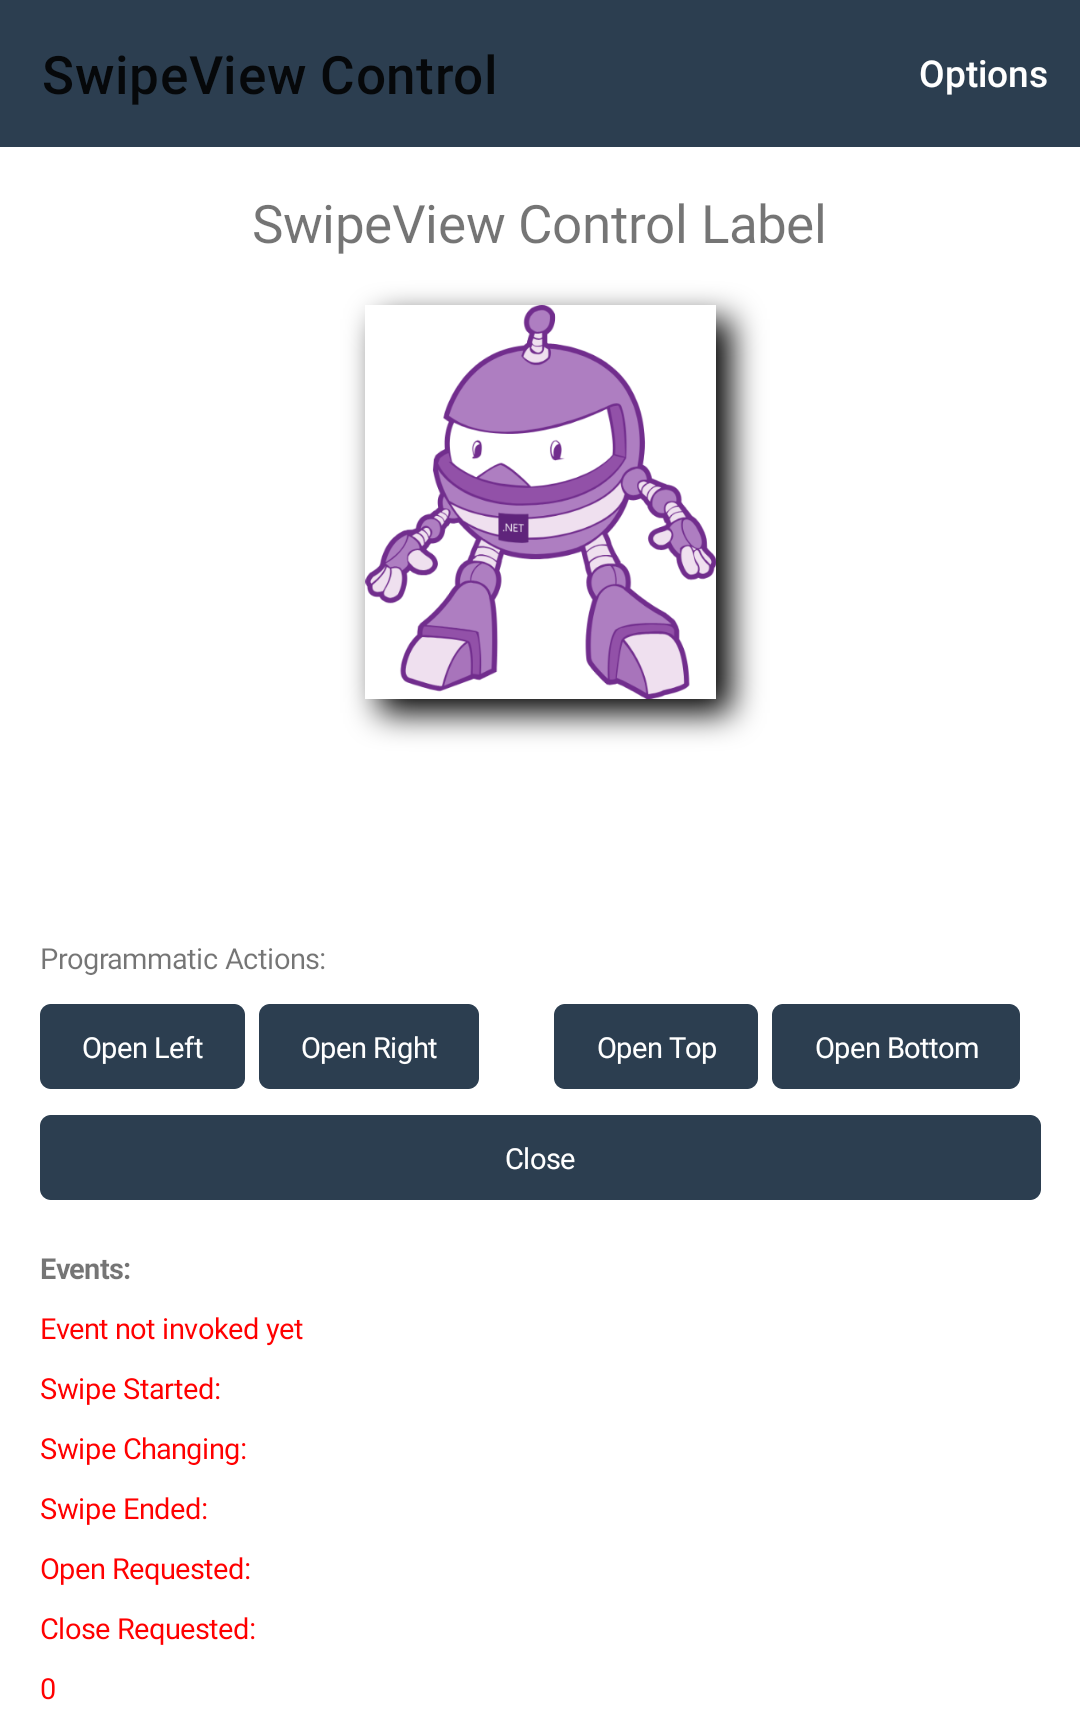 SwipeView Control
Options
SwipeView Control Label
.NET
Programmatic Actions:
Open Left
Open Right
Open Top
Open Bottom
Close
Events:
Event not invoked yet
Swipe Started:
Swipe Changing:
Swipe Ended:
Open Requested:
Close Requested:
0